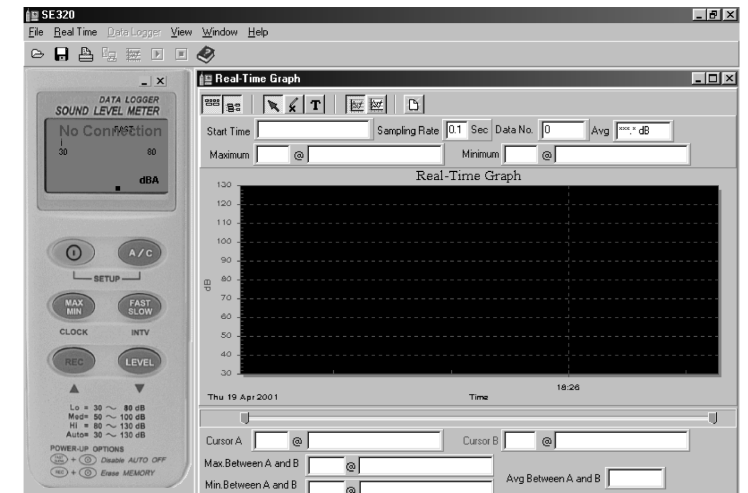 SE320
File Real Time Data Logger View Window Help
DATA LOGGER
SOUND LEVEL METER
No Connection
30 80
dBA
A/C
SETUP
MAX MIN
FAST SLOW
CLOCK INTV
REC
LEVEL
Lo = 30 ~ 80 dB
Med= 50 ~ 100 dB
Hi = 80 ~ 130 dB
Auto= 30 ~ 130 dB
POWER-UP OPTIONS
+ Disable AUTO OFF
REC + Erase MEMORY
Real-Time Graph
T
Start Time Sampling Rate 0.1 Sec Data No. 0 Avg ***.* dB
Maximum @ Minimum @
Real-Time Graph
130
120
110
100
90
80
70
60
50
40
30
dB
18:26
Thu 19 Apr 2001 Time
Cursor A @ Cursor B @
Max.Between A and B @
Avg Between A and B
Min.Between A and B @